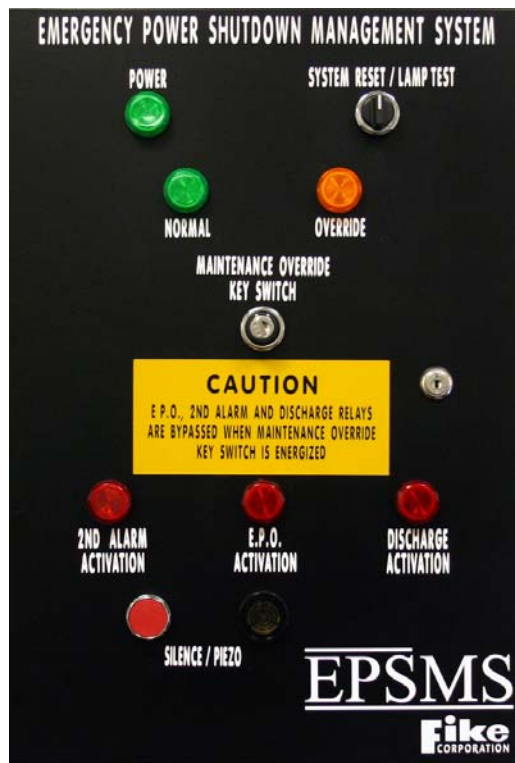 EMERGENCY POWER SHUTDOWN MANAGEMENT SYSTEM
POWER
SYSTEM RESET / LAMP TEST
NORMAL
OVERRIDE
MAINTENANCE OVERRIDE
KEY SWITCH
CAUTION
E P.O., 2ND ALARM AND DISCHARGE RELAYS
ARE BYPASSED WHEN MAINTENANCE OVERRIDE
KEY SWITCH IS ENERGIZED
2ND ALARM
ACTIVATION
E.P.O.
ACTIVATION
DISCHARGE
ACTIVATION
SILENCE / PIEZO
EPSMS
Fike
CORPORATION